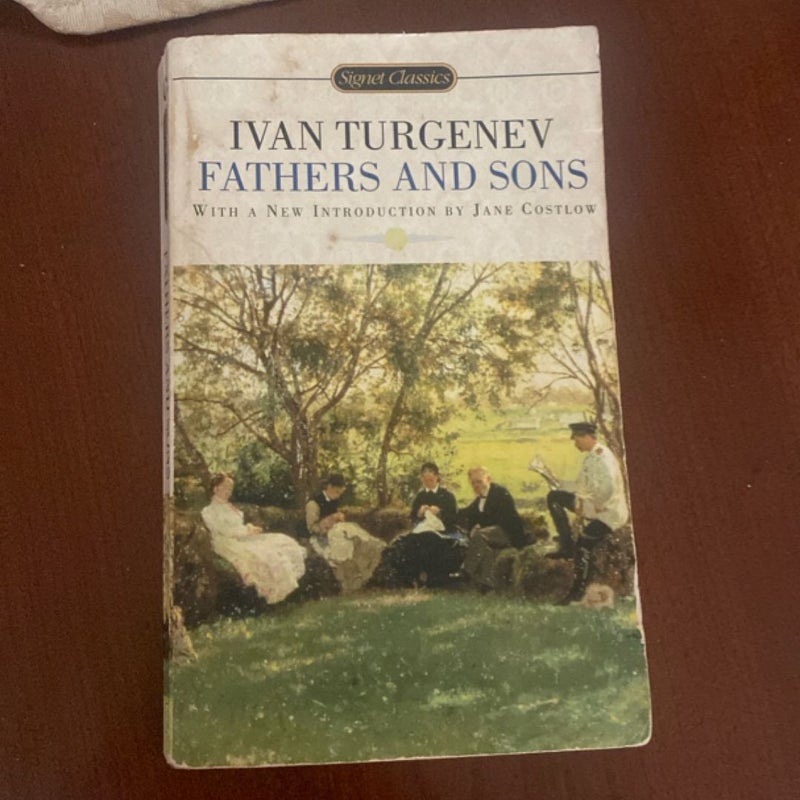 Signet Classics
IVAN TURGENEV
FATHERS AND SONS
WITH A NEW INTRODUCTION BY JANE COSTLOW